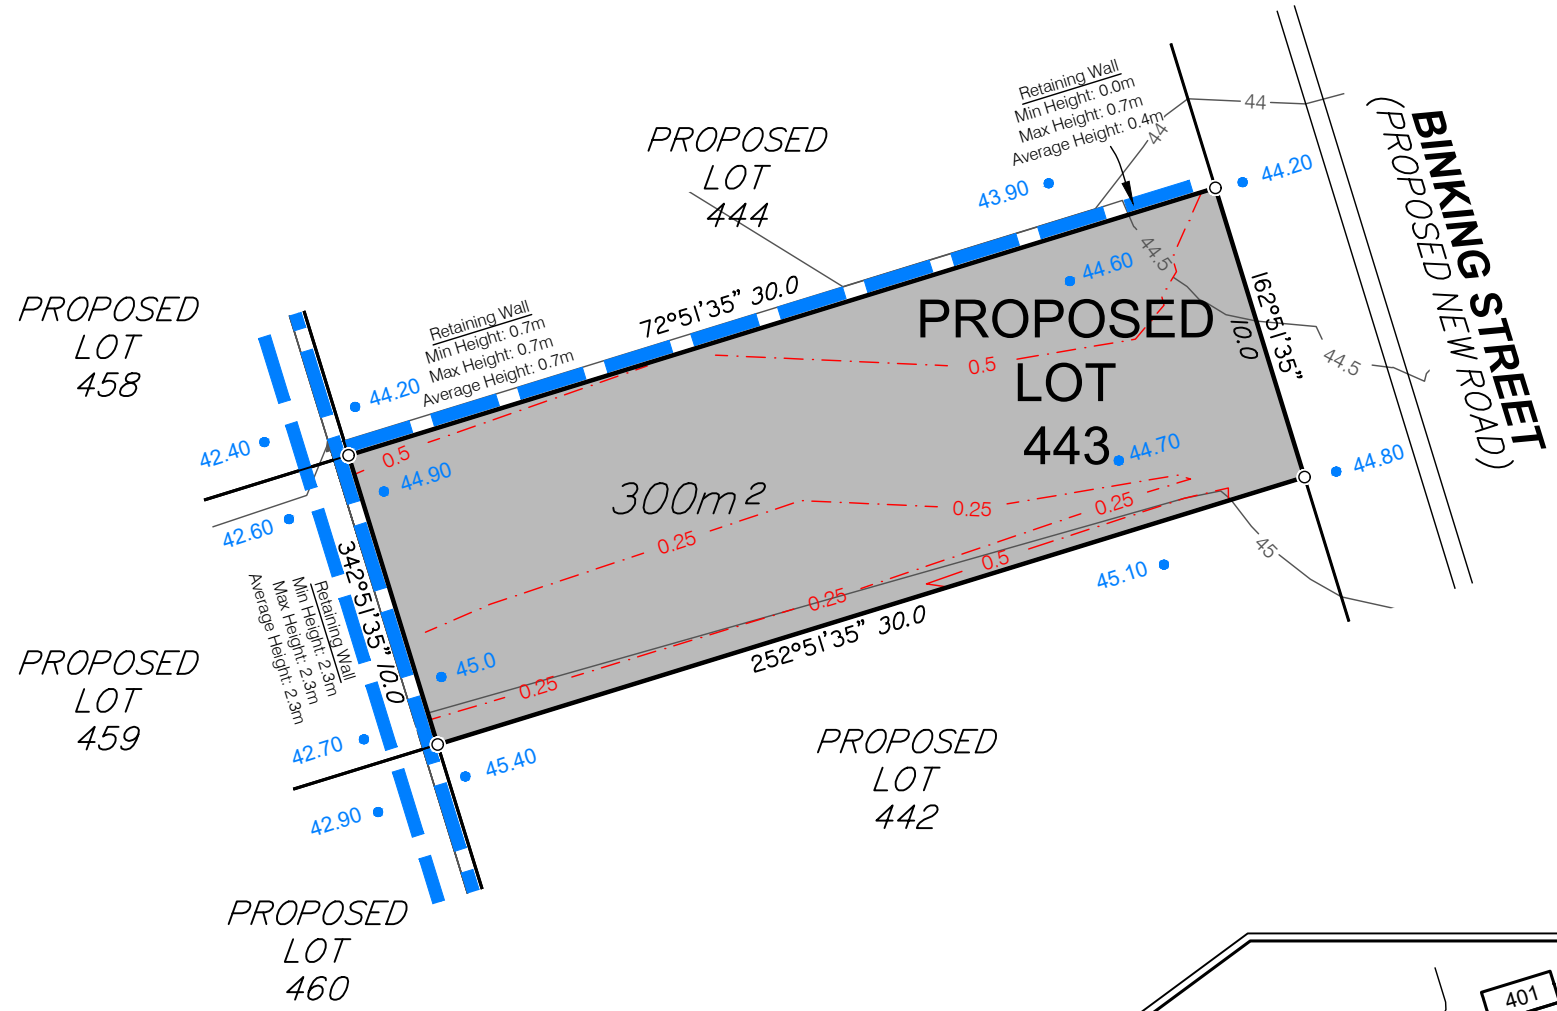 Retaining Wall
Min Height: 0.0m
Max Height: 0.7m
Average Height: 0.4m
44
44
BINKING STREET
(PROPOSED NEW ROAD)
PROPOSED
LOT
444
43.90
44.20
44.5
44.60
PROPOSED
LOT
458
Retaining Wall
Min Height: 0.7m
Max Height: 0.7m
Average Height: 0.7m
72°51'35" 30.0
162°51'35"
10.0
PROPOSED
LOT
443
0.5
44.5
44.20
42.40
0.5
44.90
44.70
44.80
300m²
0.25
0.25
0.25
42.60
342°51'35" 10.0
Retaining Wall
Min Height: 2.3m
Max Height: 2.3m
Average Height: 2.3m
0.5
45
45.10
0.25
252°51'35" 30.0
PROPOSED
LOT
459
45.0
0.25
42.70
45.40
PROPOSED
LOT
442
42.90
PROPOSED
LOT
460
401